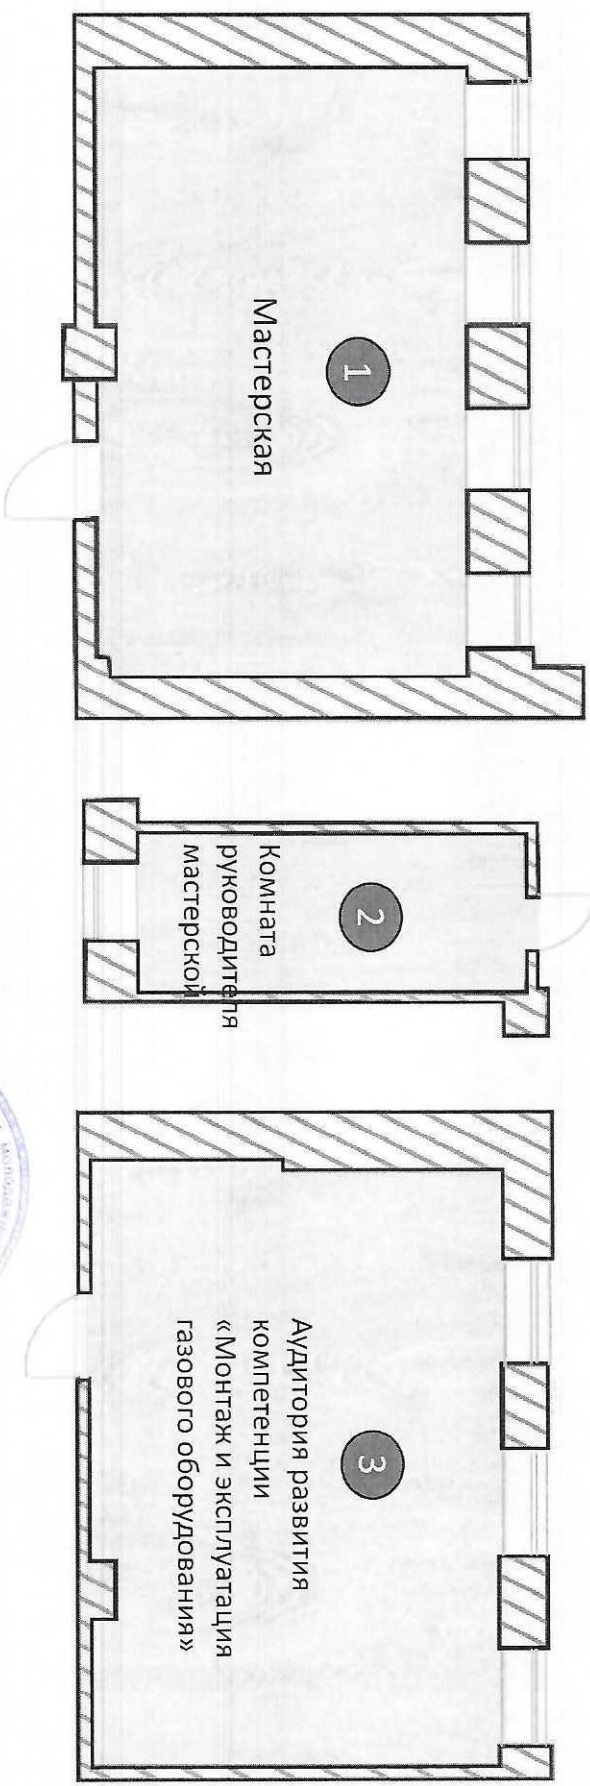 1
Мастерская
2
Комната
руководителя
мастерской
3
Аудитория развития
компетенции
«Монтаж и эксплуатация
газового оборудования»